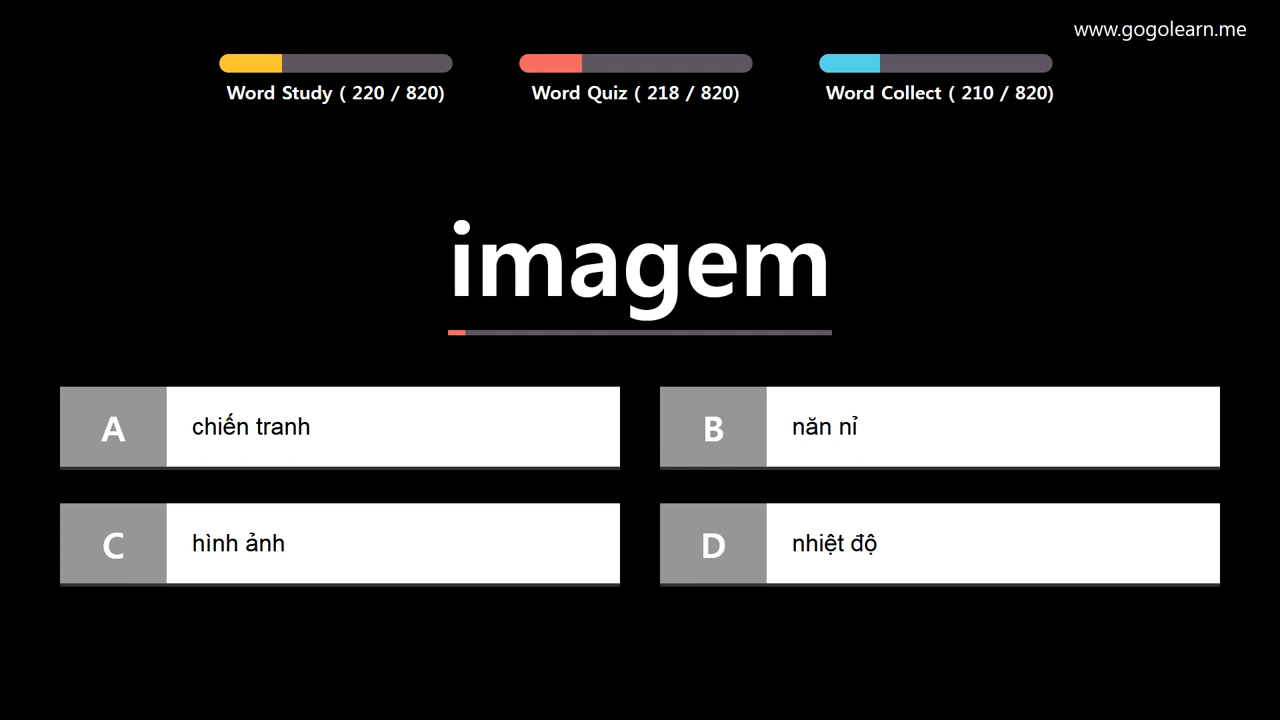 www.gogolearn.me
Word Study ( 220 / 820)
Word Quiz ( 218 / 820)
Word Collect ( 210 / 820)
imagem
A
chiến tranh
B
năn nỉ
C
hình ảnh
D
nhiệt độ